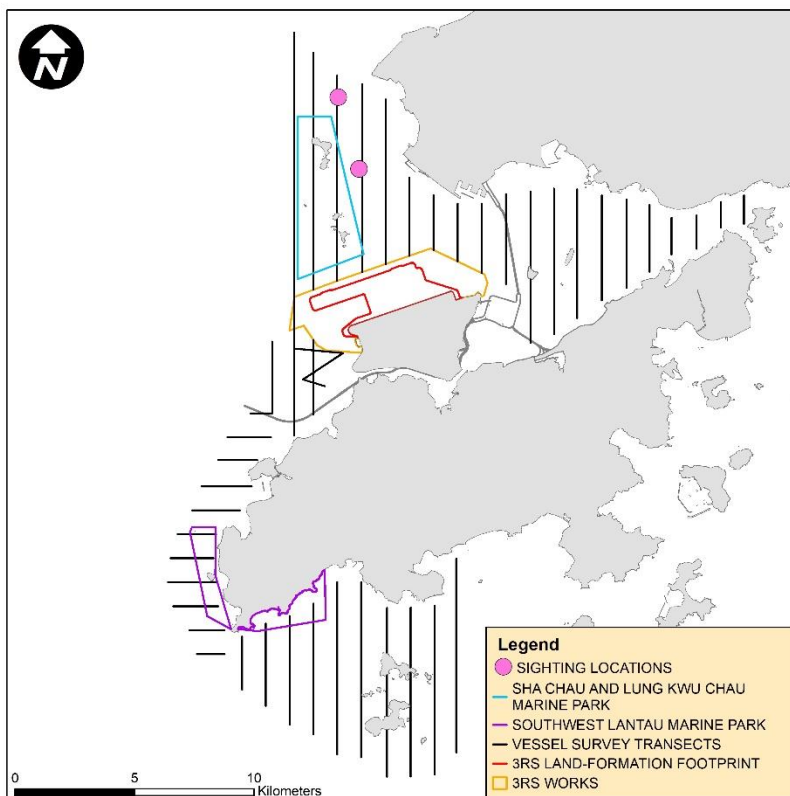 N
Legend
SIGHTING LOCATIONS
SHA CHAU AND LUNG KWU CHAU
MARINE PARK
SOUTHWEST LANTAU MARINE PARK
VESSEL SURVEY TRANSECTS
3RS LAND-FORMATION FOOTPRINT
3RS WORKS
0 5 10
Kilometers